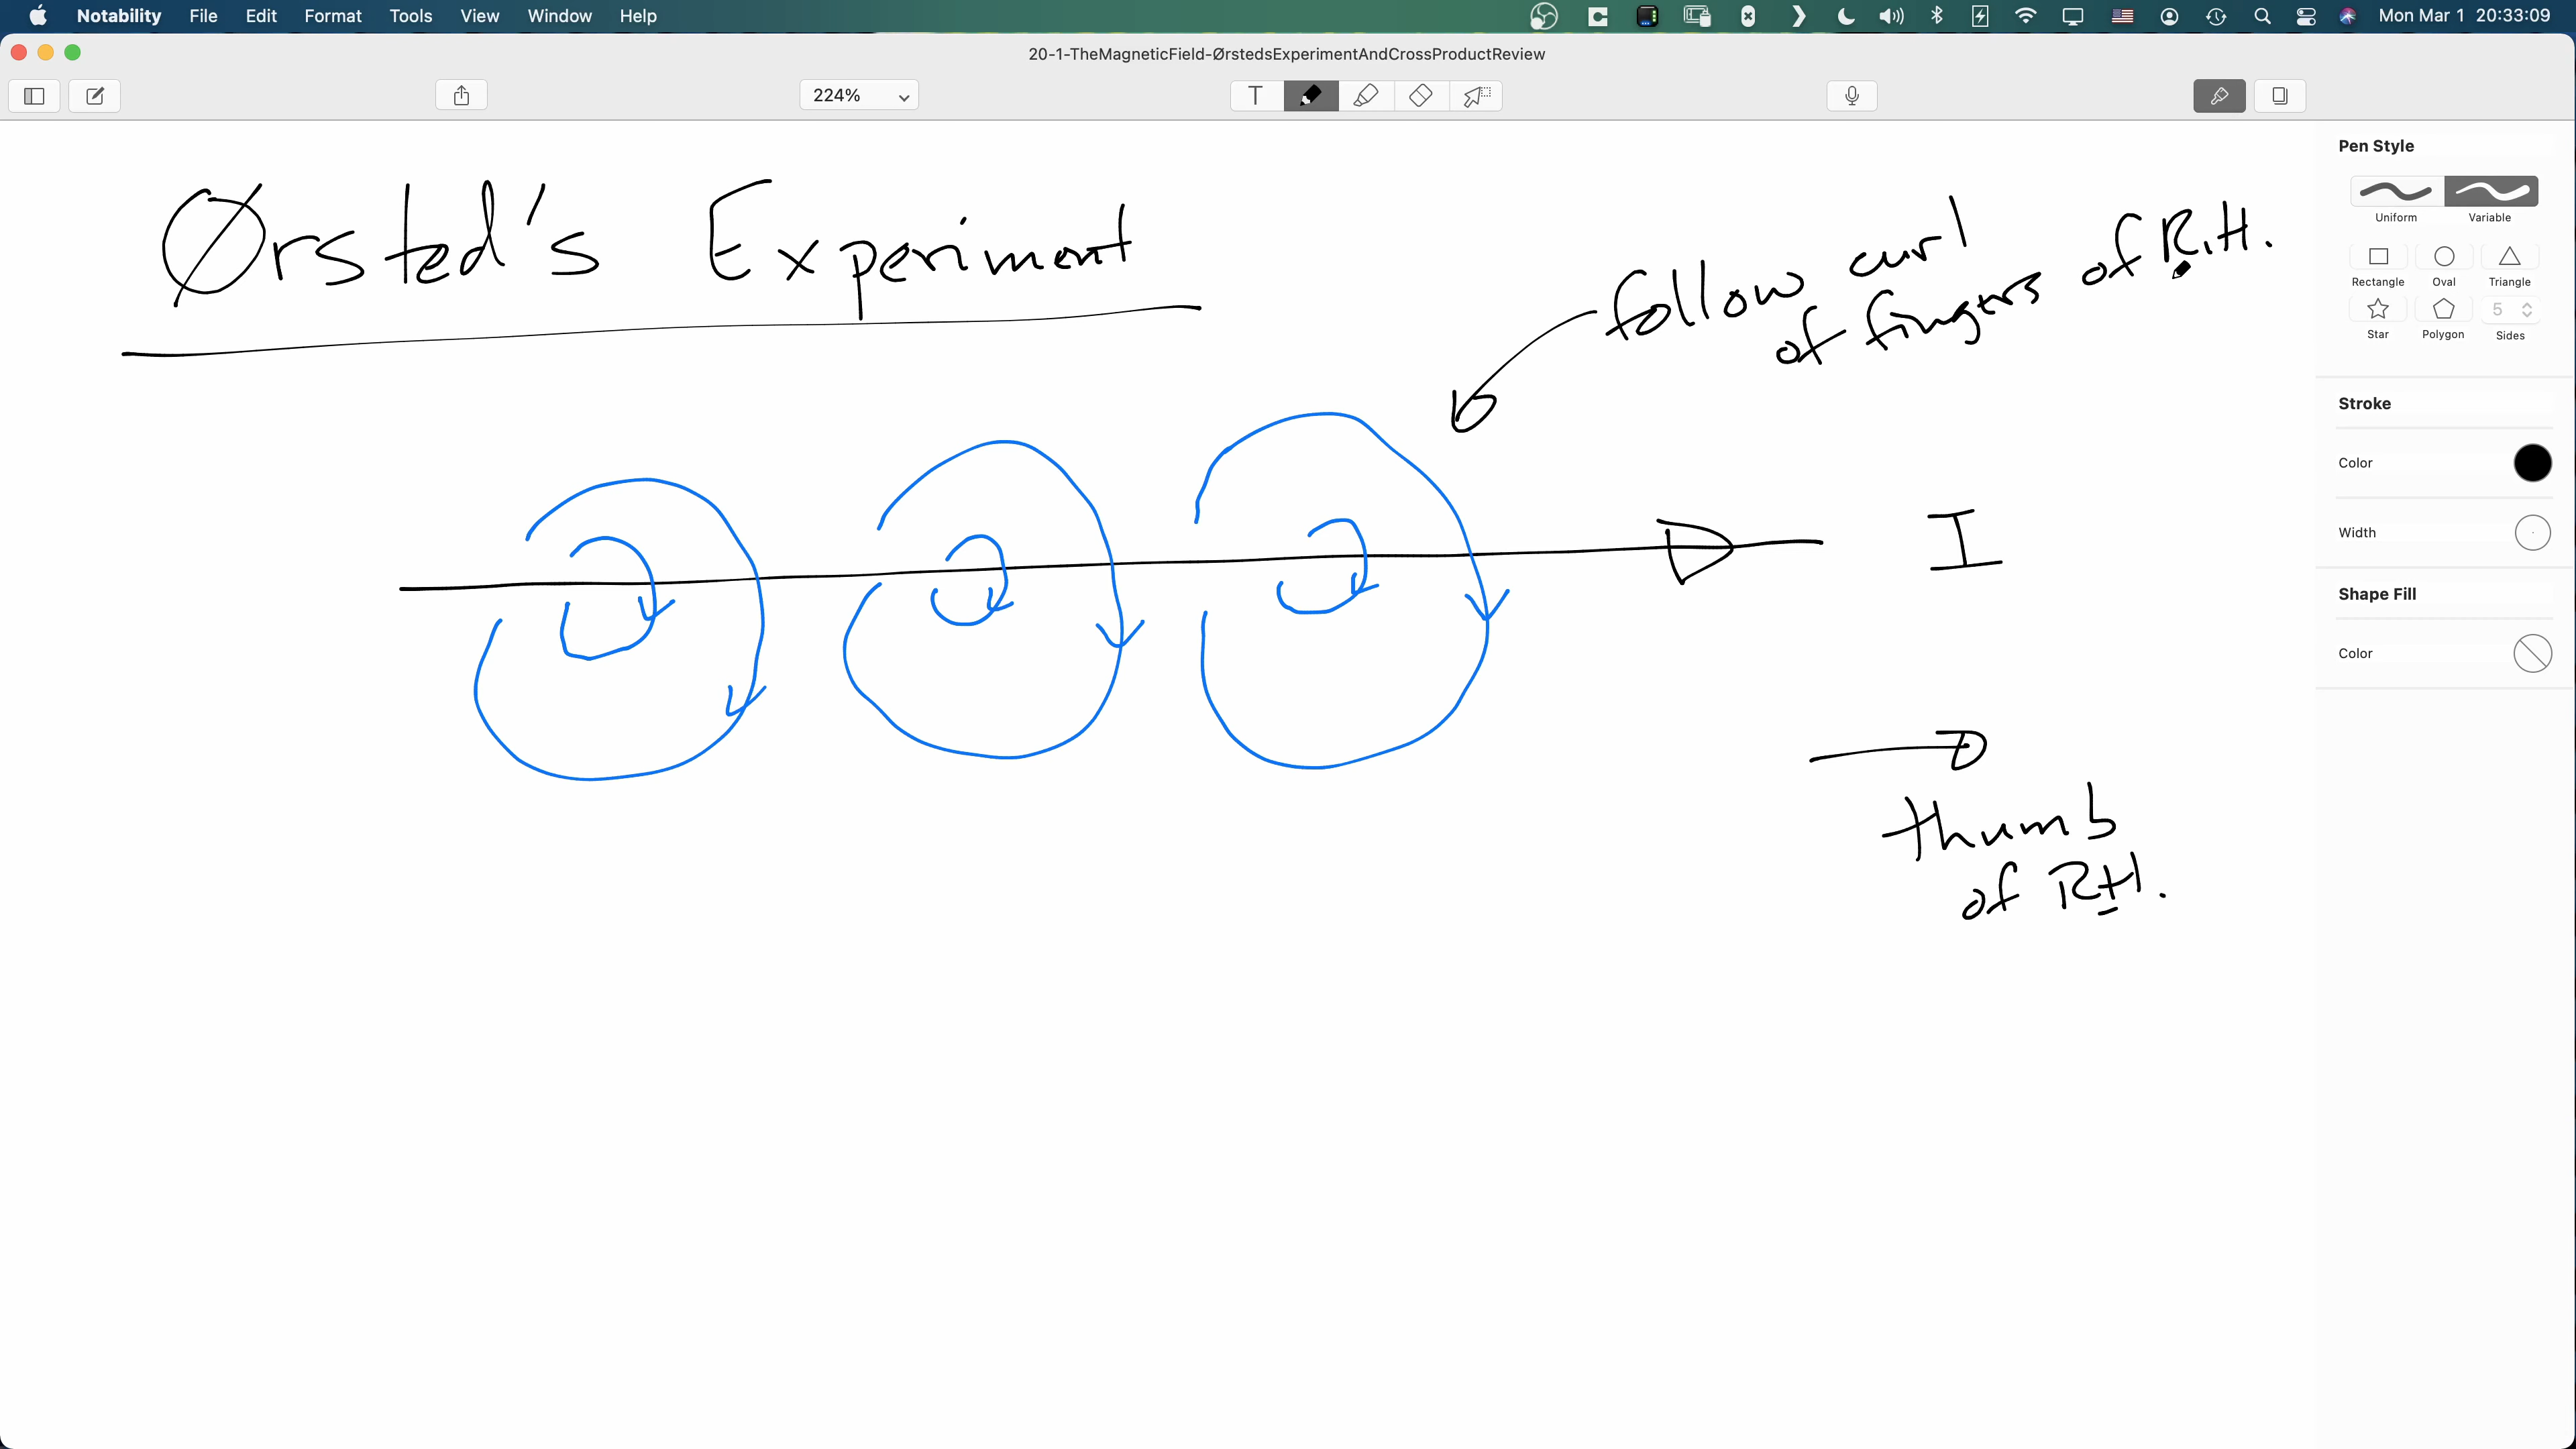 Notability File Edit Format Tools View Window Help Mon Mar 1 20:33:09
20-1-TheMagneticField-ØrstedsExperimentAndCrossProductReview
224% T
Pen Style
Uniform Variable
Rectangle Oval Triangle
5
Star Polygon Sides
Stroke
Color
Width
Shape Fill
Color
Ørsted's Experiment
follow curl
of fingers of R.H.
I
thumb
of RH.